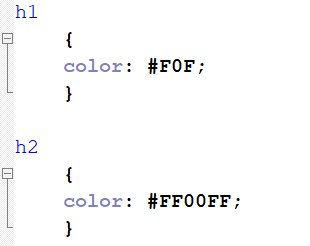 h1
{
color: #F0F;
}
h2
{
color: #FF00FF;
}